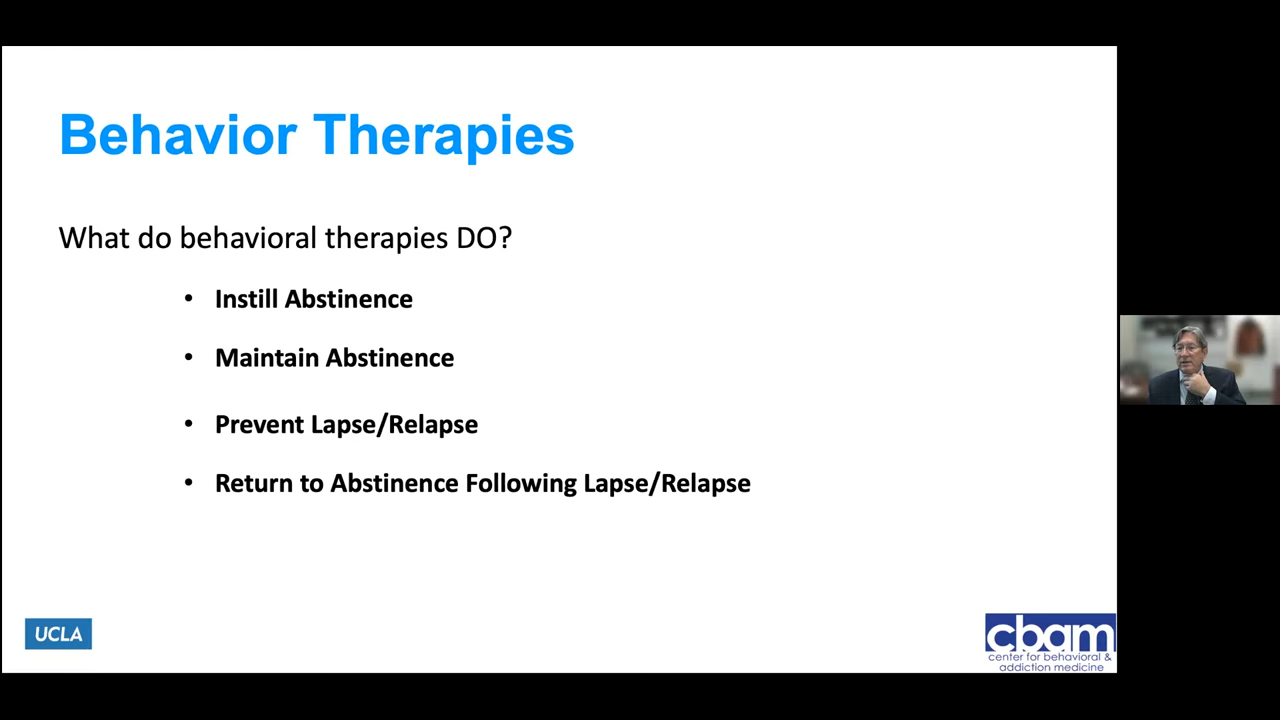 Behavior Therapies
What do behavioral therapies DO?
• Instill Abstinence
• Maintain Abstinence
• Prevent Lapse/Relapse
• Return to Abstinence Following Lapse/Relapse
UCLA
cbam
center for behavioral &
addiction medicine